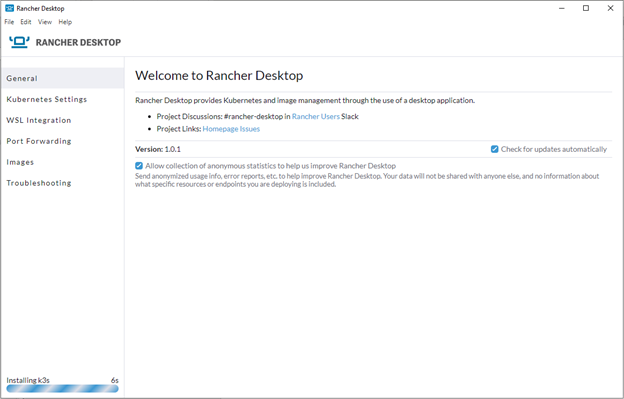 Rancher Desktop
File Edit View Help
RANCHER DESKTOP
General
Kubernetes Settings
WSL Integration
Port Forwarding
Images
Troubleshooting
Welcome to Rancher Desktop
Rancher Desktop provides Kubernetes and image management through the use of a desktop application.
Project Discussions: #rancher-desktop in Rancher Users Slack
Project Links: Homepage Issues
Version: 1.0.1 Check for updates automatically
Allow collection of anonymous statistics to help us improve Rancher Desktop
Send anonymized usage info, error reports, etc. to help improve Rancher Desktop. Your data will not be shared with anyone else, and no information about
what specific resources or endpoints you are deploying is included.
Installing k3s 6s